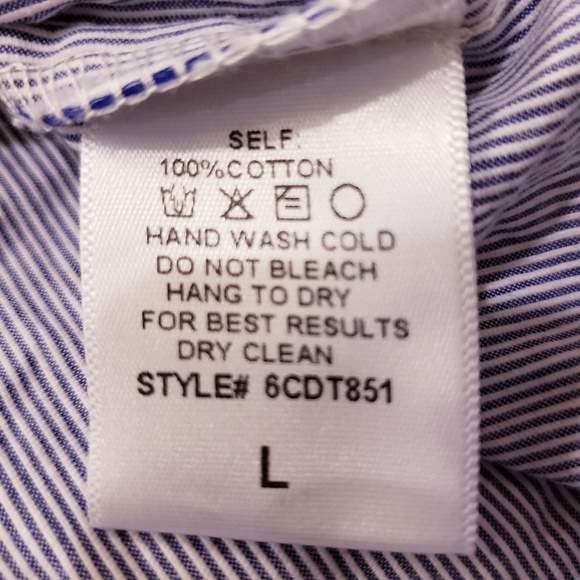 SELF:
100%COTTON
HAND WASH COLD
DO NOT BLEACH
HANG TO DRY
FOR BEST RESULTS
DRY CLEAN
STYLE# 6CDT851
L